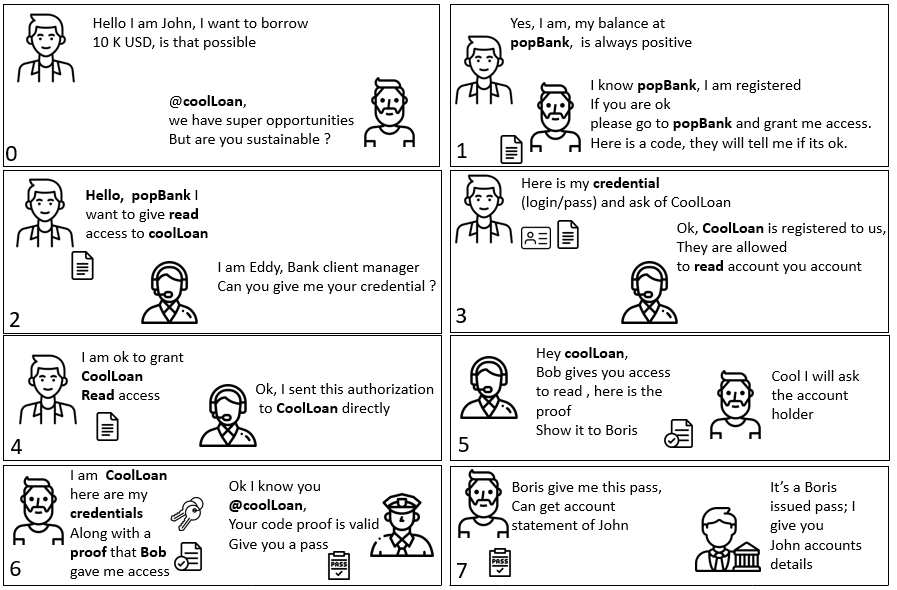 Hello I am John, I want to borrow
10 K USD, is that possible
@coolLoan,
we have super opportunities
But are you sustainable ?
0
Yes, I am, my balance at
popBank, is always positive
I know popBank, I am registered
If you are ok
please go to popBank and grant me access.
Here is a code, they will tell me if its ok.
1
Hello, popBank I
want to give read
access to coolLoan
I am Eddy, Bank client manager
Can you give me your credential ?
2
Here is my credential
(login/pass) and ask of CoolLoan
Ok, CoolLoan is registered to us,
They are allowed
to read account you account
3
I am ok to grant
CoolLoan
Read access
Ok, I sent this authorization
to CoolLoan directly
4
Hey coolLoan,
Bob gives you access
to read , here is the
proof
Show it to Boris
Cool I will ask
the account
holder
5
I am CoolLoan
here are my
credentials
Along with a
proof that Bob
gave me access
Ok I know you
@coolLoan,
Your code proof is valid
Give you a pass
PASS
6
Boris give me this pass,
Can get account
statement of John
PASS
It's a Boris
issued pass; I
give you
John accounts
details
7